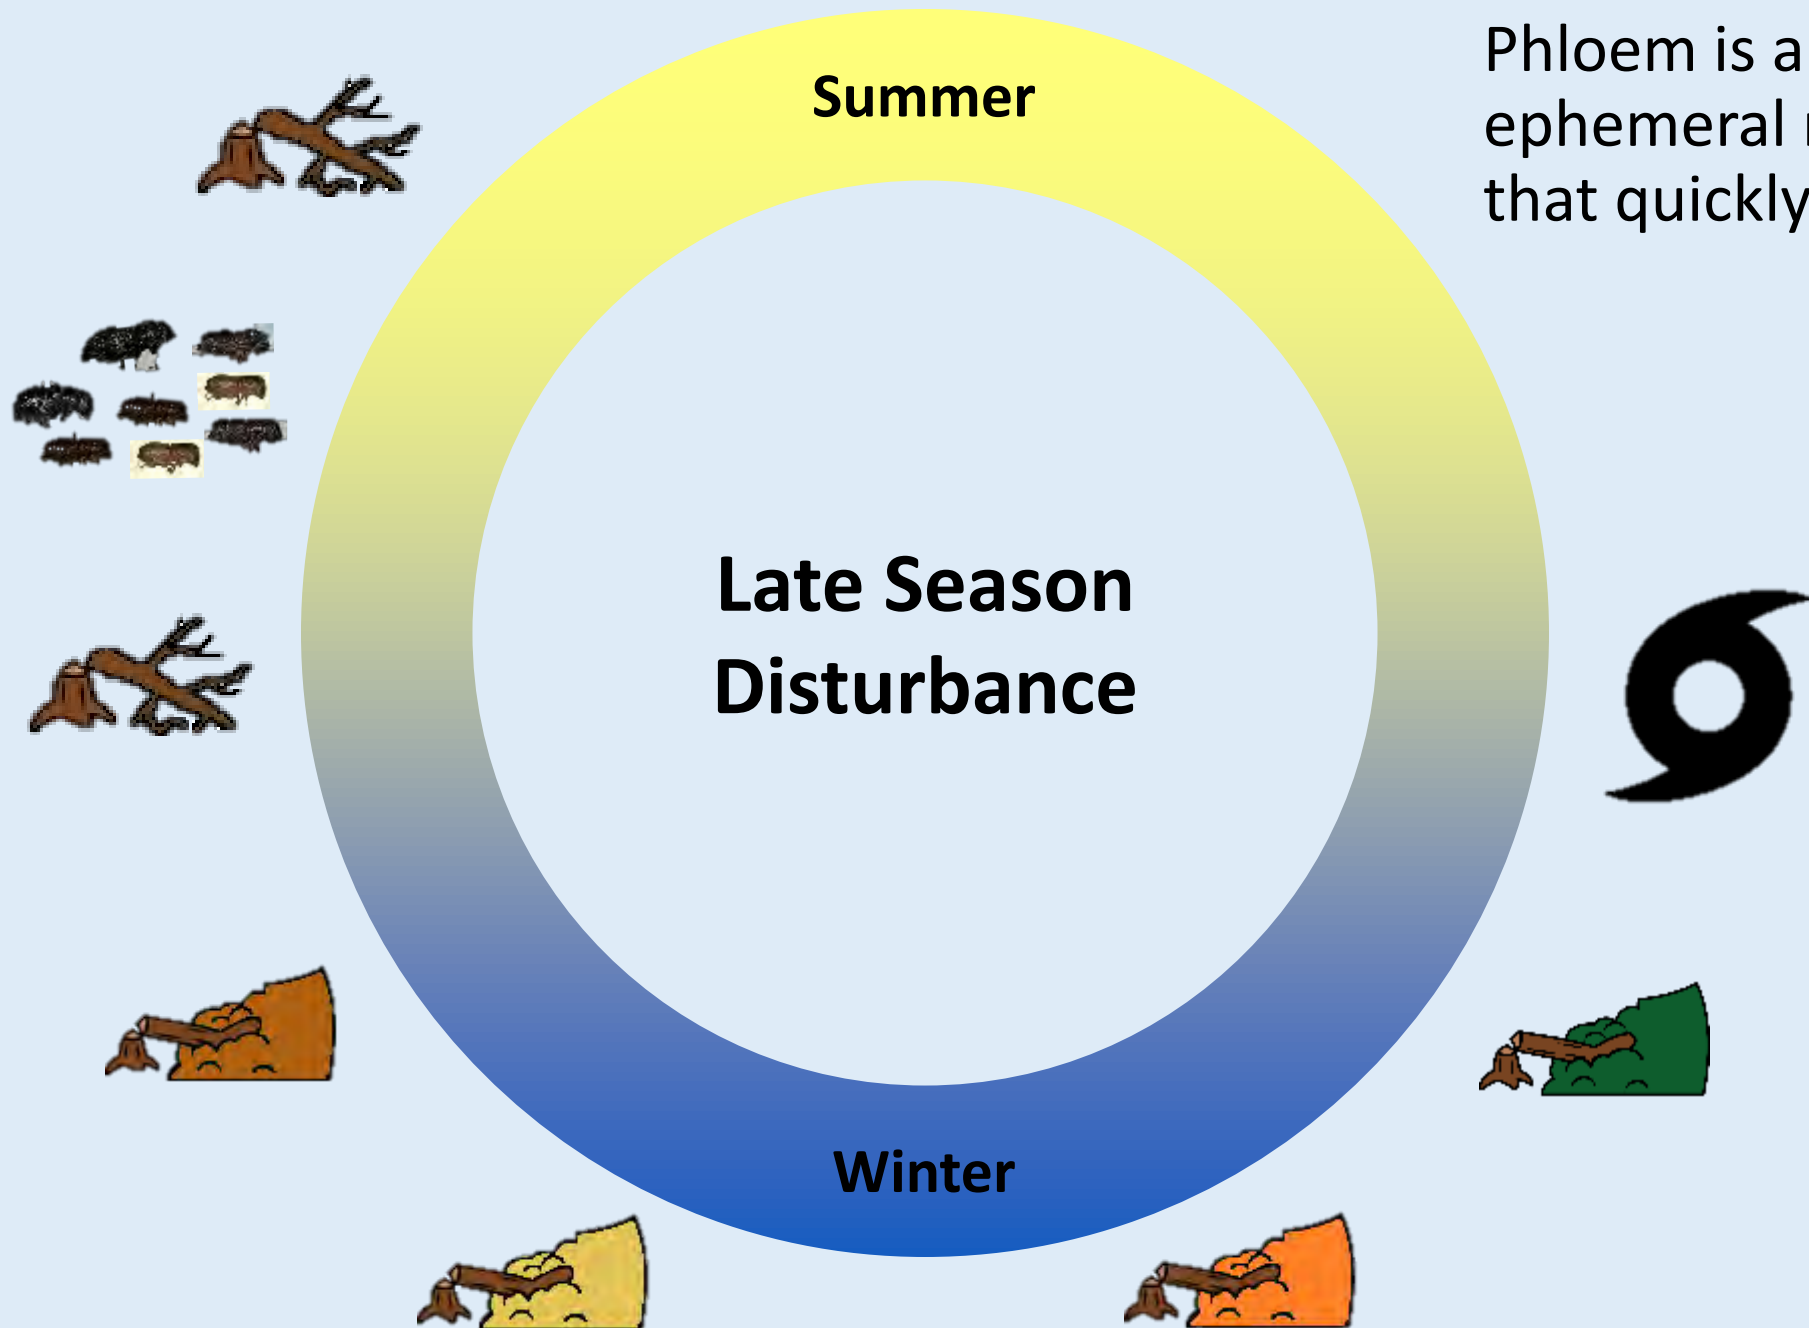 Phloem is a
ephemeral
that quickly
Summer
Late Season
Disturbance
Winter